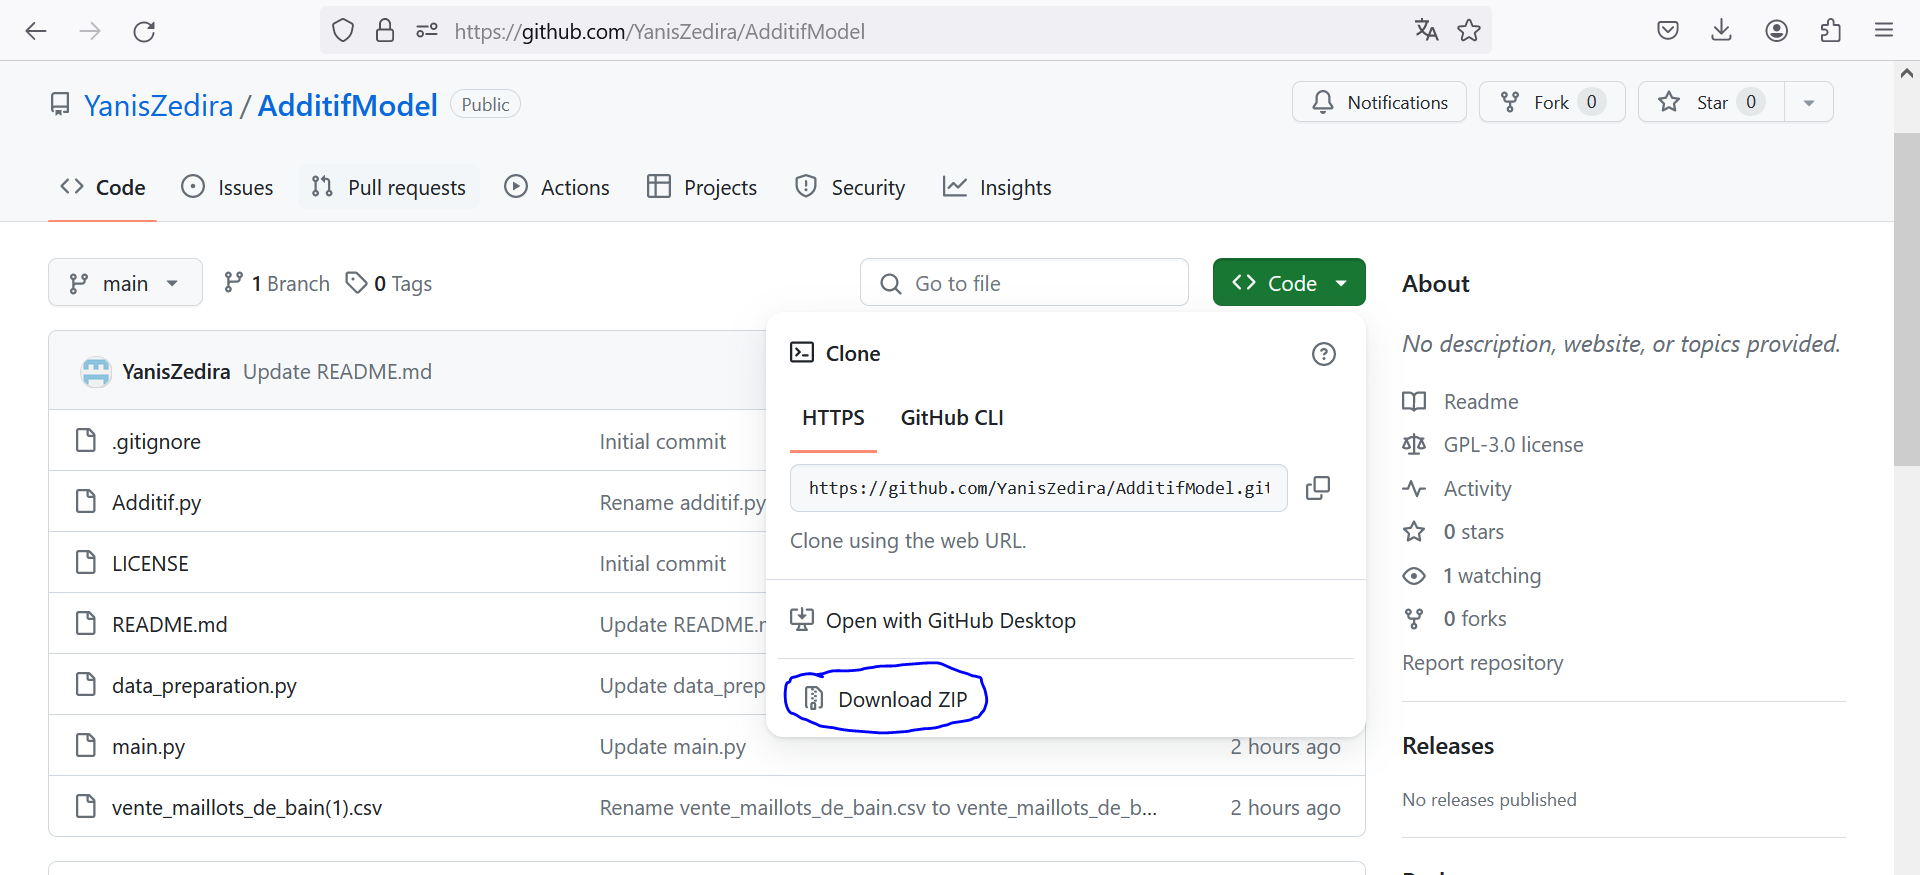 https://github.com/YanisZedira/AdditifModel
YanisZedira / AdditifModel Public
Notifications Fork 0 Star 0
Code Issues Pull requests Actions Projects Security Insights
main 1 Branch 0 Tags Go to file Code
YanisZedira Update README.md
.gitignore Initial commit
Additif.py Rename additif.py
LICENSE Initial commit
README.md Update README.
data_preparation.py Update data_prep
main.py Update main.py 2 hours ago
vente_maillots_de_bain(1).csv Rename vente_maillots_de_bain.csv to vente_maillots_de_b... 2 hours ago
Clone
HTTPS GitHub CLI
https://github.com/YanisZedira/AdditifModel.git
Clone using the web URL.
Open with GitHub Desktop
Download ZIP
About
No description, website, or topics provided.
Readme
GPL-3.0 license
Activity
0 stars
1 watching
0 forks
Report repository
Releases
No releases published